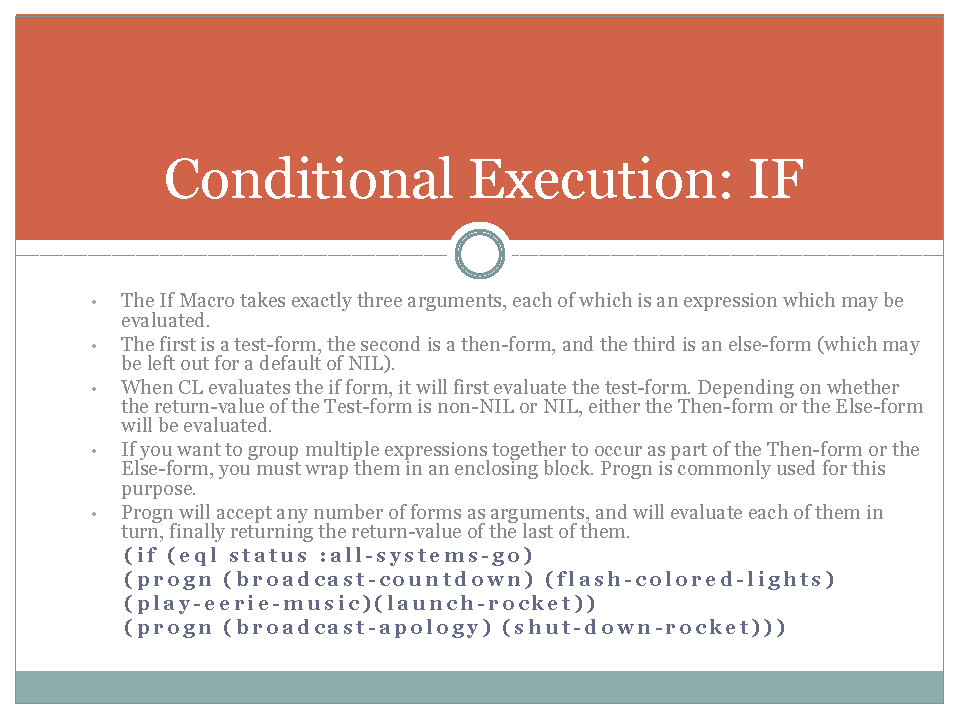 Conditional Execution: IF
• The If Macro takes exactly three arguments, each of which is an expression which may be
evaluated.
• The first is a test-form, the second is a then-form, and the third is an else-form (which may
be left out for a default of NIL).
• When CL evaluates the if form, it will first evaluate the test-form. Depending on whether
the return-value of the Test-form is non-NIL or NIL, either the Then-form or the Else-form
will be evaluated.
• If you want to group multiple expressions together to occur as part of the Then-form or the
Else-form, you must wrap them in an enclosing block. Progn is commonly used for this
purpose.
• Progn will accept any number of forms as arguments, and will evaluate each of them in
turn, finally returning the return-value of the last of them.
(if (eql status :all-systems-go)
(progn (broadcast-countdown) (flash-colored-lights)
(play-eerie-music)(launch-rocket))
(progn (broadcast-apology) (shut-down-rocket)))